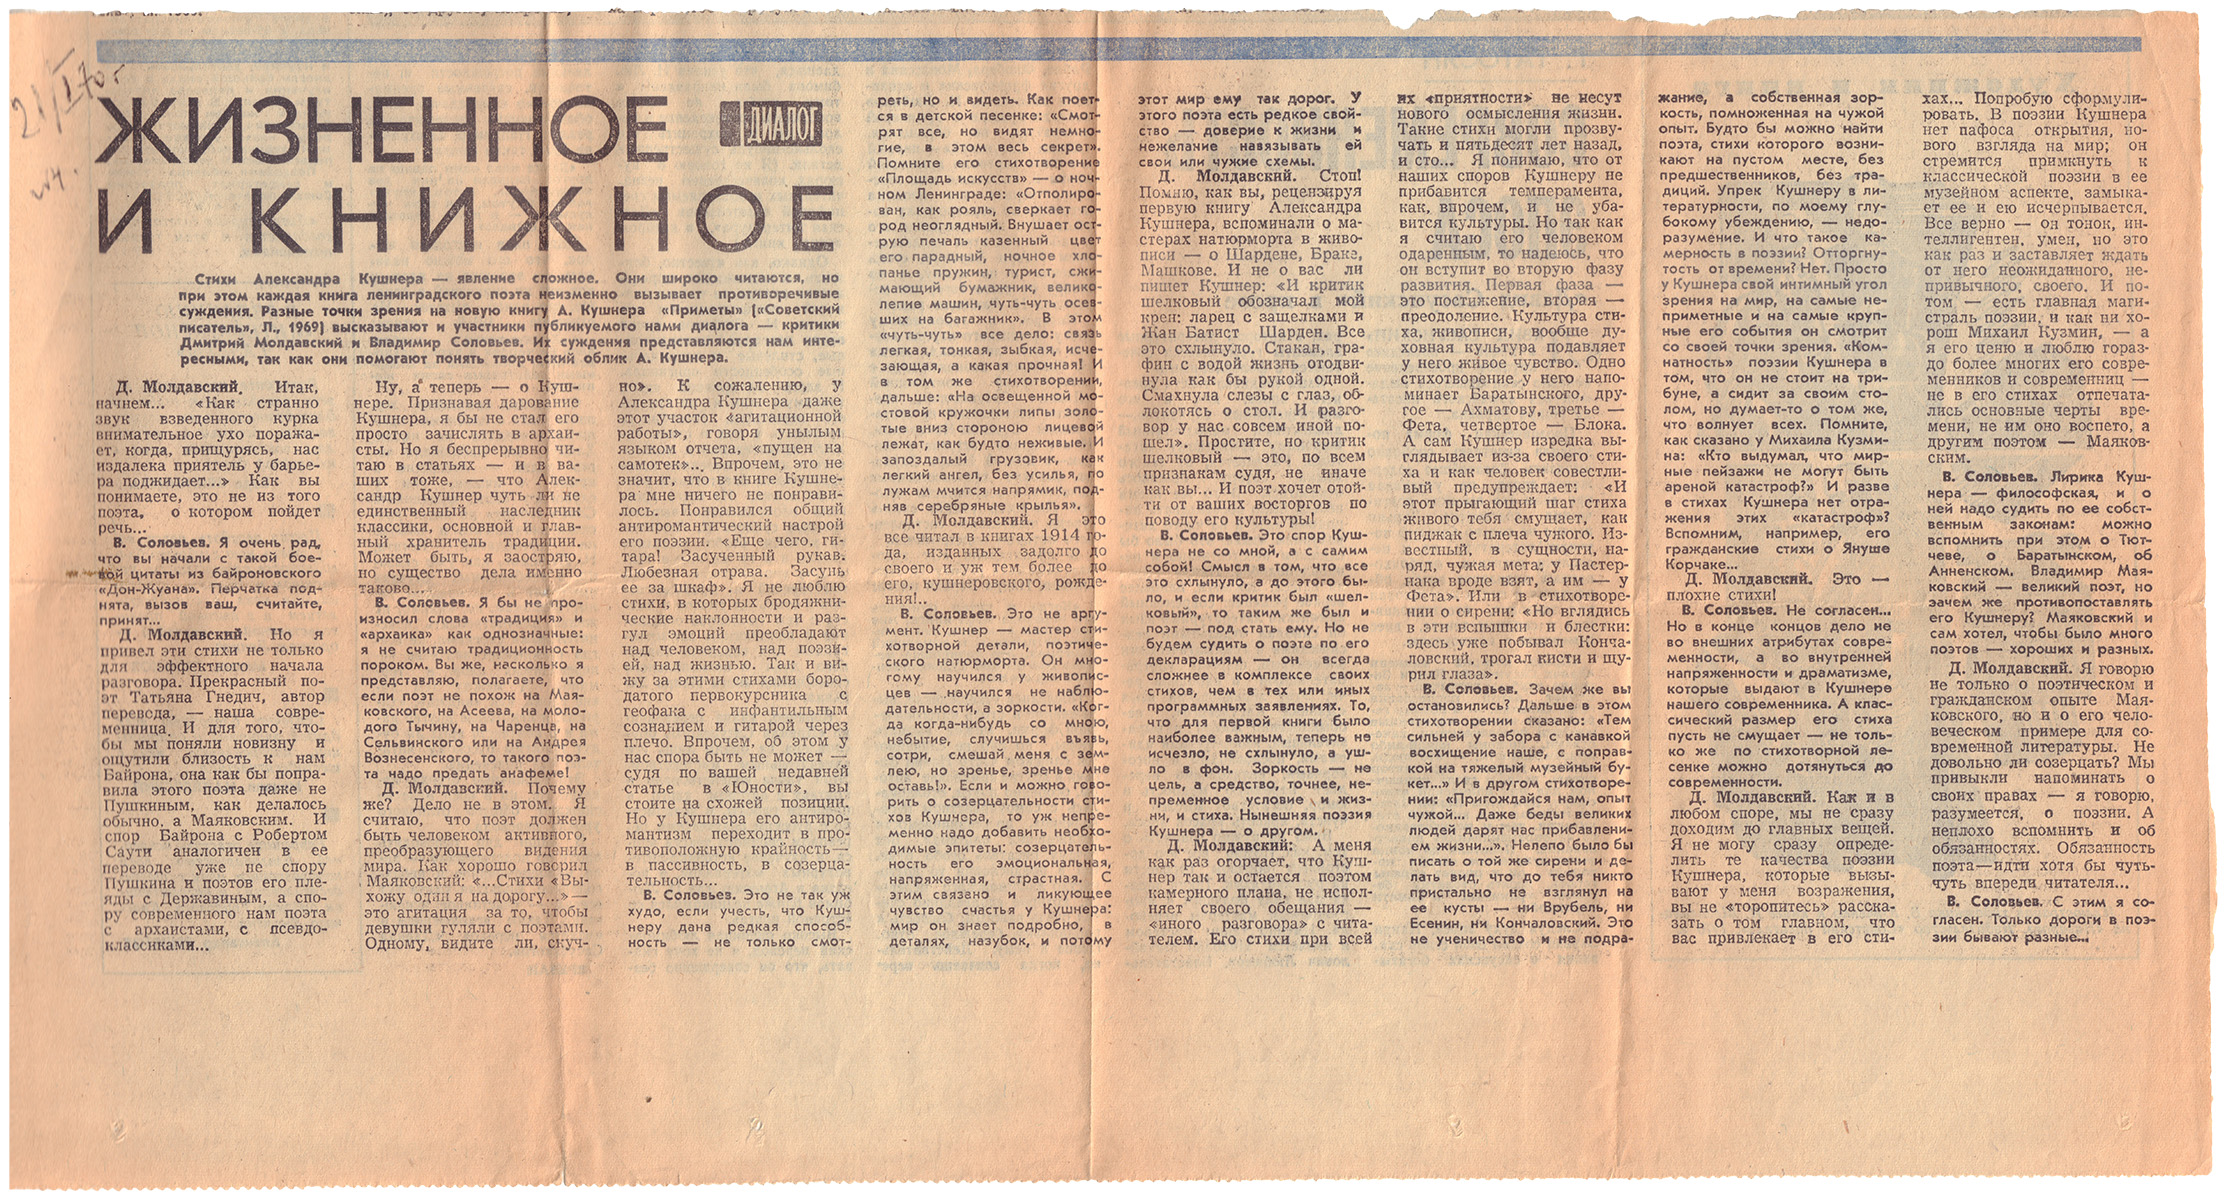 21/I 70 г
№4.
ЖИЗНЕННОЕ
ДИАЛОГ
И КНИЖНОЕ
Стихи Александра Кушнера — явление сложное. Они широко читаются, но
при этом каждая книга ленинградского поэта неизменно вызывает противоречивые
суждения. Разные точки зрения на новую книгу А. Кушнера «Приметы» («Советский
писатель», Л., 1969) высказывают и участники публикуемого нами диалога — критики
Дмитрий Молдавский и Владимир Соловьев. Их суждения представляются нам инте-
ресными, так как они помогают понять творческий облик А. Кушнера.
Д. Молдавский. Итак,
начнем... «Как странно
звук взведенного курка
внимательное ухо поража-
ет, когда, прищурясь, нас
издалека приятель у барье-
ра поджидает...» Как вы
понимаете, это не из того
поэта, о котором пойдет
речь...
В. Соловьев. Я очень рад,
что вы начали с такой бое-
вой цитаты из байроновского
«Дон-Жуана». Перчатка под-
нята, вызов ваш, считайте,
принят...
Д. Молдавский. Но я
привел эти стихи не только
для эффектного начала
разговора. Прекрасный по-
эт Татьяна Гнедич, автор
перевода, — наша совре-
менница. И для того, что-
бы мы поняли новизну и
ощутили близость к нам
Байрона, она как бы попра-
вила этого поэта даже не
Пушкиным, как делалось
обычно, а Маяковским. И
спор Байрона с Робертом
Саути аналогичен в ее
переводе уже не спору
Пушкина и поэтов его пле-
яды с Державиным, а спо-
ру современного нам поэта
с архаистами, с псевдо-
классиками...
Ну, а теперь — о Куш-
нере. Признавая дарование
Кушнера, я бы не стал его
просто зачислять в архаи-
сты. Но я беспрерывно чи-
таю в статьях — и в ва-
ших тоже, — что Алек-
сандр Кушнер чуть ли не
единственный наследник
классики, основной и глав-
ный хранитель традиции.
Может быть, я заостряю,
но существо дела именно
таково...
В. Соловьев. Я бы не про-
износил слова «традиция» и
«архаика» как однозначные:
я не считаю традиционность
пороком. Вы же, насколько я
представляю, полагаете, что
если поэт не похож на Мая-
ковского, на Асеева, на моло-
дого Тычину, на Чаренца, на
Сельвинского или на Андрея
Вознесенского, то такого поэ-
та надо предать анафеме!
Д. Молдавский. Почему
же? Дело не в этом. Я
считаю, что поэт должен
быть человеком активного,
преобразующего видения
мира. Как хорошо говорил
Маяковский: «...Стихи «Вы-
хожу один я на дорогу...»—
это агитация за то, чтобы
девушки гуляли с поэтами.
Одному, видите ли, скуч-
но». К сожалению, у
Александра Кушнера даже
этот участок «агитационной
работы», говоря унылым
языком отчета, «пущен на
самотек»... Впрочем, это не
значит, что в книге Кушне-
ра мне ничего не понрави-
лось. Понравился общий
антиромантический настрой
его поэзии. «Еще чего, ги-
тара! Засученный рукав.
Любезная отрава. Засунь
ее за шкаф». Я не люблю
стихи, в которых бродяжни-
ческие наклонности и раз-
гул эмоций преобладают
над человеком, над поэзи-
ей, над жизнью. Так и ви-
жу за этими стихами боро-
датого первокурсника с
геофака с инфантильным
сознанием и гитарой через
плечо. Впрочем, об этом у
нас спора быть не может —
судя по вашей недавней
статье в «Юности», вы
стоите на схожей позиции.
Но у Кушнера его антиро-
мантизм переходит в про-
тивоположную крайность—
в пассивность, в созерца-
тельность...
В. Соловьев. Это не так уж
худо, если учесть, что Куш-
неру дана редкая способ-
ность — не только смот-
реть, но и видеть. Как поет-
ся в детской песенке: «Смот-
рят все, но видят немно-
гие, в этом весь секрет».
Помните его стихотворение
«Площадь искусств» — о ноч-
ном Ленинграде: «Отполиро-
ван, как рояль, сверкает го-
род неоглядный. Внушает ост-
рую печаль казенный цвет
его парадный, ночное хло-
панье пружин, турист, сжи-
мающий бумажник, велико-
лепие машин, чуть-чуть осев-
ших на багажник». В этом
«чуть-чуть» все дело: связь
легкая, тонкая, зыбкая, исче-
зающая, а какая прочная! И
в том же стихотворении,
дальше: «На освещенной мо-
стовой кружочки липы золо-
тые вниз стороною лицевой
лежат, как будто неживые. И
запоздалый грузовик, как
легкий ангел, без усилья, по
лужам мчится напрямик, под-
няв серебряные крылья».
Д. Молдавский. Я это
все читал в книгах 1914 го-
да, изданных задолго до
своего и уж тем более до
его, кушнеровского, рожде-
ния!..
В. Соловьев. Это не аргу-
мент. Кушнер — мастер сти-
хотворной детали, поэтиче-
ского натюрморта. Он мно-
гому научился у живопис-
цев — научился не наблю-
дательности, а зоркости. «Ког-
да когда-нибудь со мною,
небытие, случишься въявь,
сотри, смешай меня с зем-
лею, но зренье, зренье мне
оставь!». Если и можно гово-
рить о созерцательности сти-
хов Кушнера, то уж непре-
менно надо добавить необхо-
димые эпитеты: созерцатель-
ность его эмоциональная,
напряженная, страстная. С
этим связано и ликующее
чувство счастья у Кушнера:
мир он знает подробно, в
деталях, назубок, и потому
этот мир ему так дорог. У
этого поэта есть редкое свой-
ство — доверие к жизни и
нежелание навязывать ей
свои или чужие схемы.
Д. Молдавский. Стоп!
Помню, как вы, рецензируя
первую книгу Александра
Кушнера, вспоминали о ма-
стерах натюрморта в живо-
писи — о Шардене, Браке,
Машкове. И не о вас ли
пишет Кушнер: «И критик
шелковый обозначал мой
крен: ларец с защелками и
Жан Батист Шарден. Все
это схлынуло. Стакан, гра-
фин с водой жизнь отодви-
нула как бы рукой одной.
Смахнула слезы с глаз, об-
локотясь о стол. И разго-
вор у нас совсем иной по-
шел». Простите, но критик
шелковый — это, по всем
признакам судя, не иначе
как вы... И поэт хочет отой-
ти от ваших восторгов по
поводу его культуры!
В. Соловьев. Это спор Куш-
нера не со мной, а с самим
собой! Смысл в том, что все
это схлынуло, а до этого бы-
ло, и если критик был «шел-
ковый», то таким же был и
поэт — под стать ему. Но не
будем судить о поэте по его
декларациям — он всегда
сложнее в комплексе своих
стихов, чем в тех или иных
программных заявлениях. То,
что для первой книги было
наиболее важным, теперь не
исчезло, не схлынуло, а уш-
ло в фон. Зоркость — не
цель, а средство, точнее, не-
пременное условие и жиз-
ни, и стиха. Нынешняя поэзия
Кушнера — о другом.
Д. Молдавский: А меня
как раз огорчает, что Куш-
нер так и остается поэтом
камерного плана, не испол-
няет своего обещания —
«иного разговора» с чита-
телем. Его стихи при всей
их «приятности» не несут
нового осмысления жизни.
Такие стихи могли прозву-
чать и пятьдесят лет назад,
и сто... Я понимаю, что от
наших споров Кушнеру не
прибавится темперамента,
как, впрочем, и не уба-
вится культуры. Но так как
я считаю его человеком
одаренным, то надеюсь, что
он вступит во вторую фазу
развития. Первая фаза —
это постижение, вторая —
преодоление. Культура сти-
ха, живописи, вообще ду-
ховная культура подавляет
у него живое чувство. Одно
стихотворение у него напо-
минает Баратынского, дру-
гое — Ахматову, третье —
Фета, четвертое — Блока.
А сам Кушнер изредка вы-
глядывает из-за своего сти-
ха и как человек совестли-
вый предупреждает: «И
этот прыгающий шаг стиха
живого тебя смущает, как
пиджак с плеча чужого. Из-
вестный, в сущности, на-
ряд, чужая мета: у Пастер-
нака вроде взят, а им — у
Фета». Или в стихотворе-
нии о сирени: «Но вглядись
в эти вспышки и блестки:
здесь уже побывал Конча-
ловский, трогал кисти и щу-
рил глаза».
В. Соловьев. Зачем же вы
остановились? Дальше в этом
стихотворении сказано: «Тем
сильней у забора с канавкой
восхищение наше, с поправ-
кой на тяжелый музейный бу-
кет...» И в другом стихотворе-
нии: «Пригождайся нам, опыт
чужой... Даже беды великих
людей дарят нас прибавлени-
ем жизни...». Нелепо было бы
писать о той же сирени и де-
лать вид, что до тебя никто
пристально не взглянул на
ее кусты — ни Врубель, ни
Есенин, ни Кончаловский. Это
не ученичество и не подра-
жание, а собственная зор-
кость, помноженная на чужой
опыт. Будто бы можно найти
поэта, стихи которого возни-
кают на пустом месте, без
предшественников, без тра-
диций. Упрек Кушнеру в ли-
тературности, по моему глу-
бокому убеждению, — недо-
разумение. И что такое ка-
мерность в поэзии? Отторгну-
тость от времени? Нет. Просто
у Кушнера свой интимный угол
зрения на мир, на самые не-
приметные и на самые круп-
ные его события он смотрит
со своей точки зрения. «Ком-
натность» поэзии Кушнера в
том, что он не стоит на три-
буне, а сидит за своим сто-
лом, но думает-то о том же,
что волнует всех. Помните,
как сказано у Михаила Кузми-
на: «Кто выдумал, что мир-
ные пейзажи не могут быть
ареной катастроф?» И разве
в стихах Кушнера нет отра-
жения этих «катастроф»?
Вспомним, например, его
гражданские стихи о Януше
Корчаке...
Д. Молдавский. Это —
плохие стихи!
В. Соловьев. Не согласен...
Но в конце концов дело не
во внешних атрибутах совре-
менности, а во внутренней
напряженности и драматизме,
которые выдают в Кушнере
нашего современника. А клас-
сический размер его стиха
пусть не смущает — не толь-
ко же по стихотворной ле-
сенке можно дотянуться до
современности.
Д. Молдавский. Как и в
любом споре, мы не сразу
доходим до главных вещей.
Я не могу сразу опреде-
лить те качества поэзии
Кушнера, которые вызы-
вают у меня возражения,
вы не «торопитесь» расска-
зать о том главном, что
вас привлекает в его сти-
хах... Попробую сформули-
ровать. В поэзии Кушнера
нет пафоса открытия, но-
вого взгляда на мир; он
стремится примкнуть к
классической поэзии в ее
музейном аспекте, замыка-
ет ее и ею исчерпывается.
Все верно — он тонок, ин-
теллигентен, умен, но это
как раз и заставляет ждать
от него неожиданного, не-
привычного, своего. И по-
том — есть главная маги-
страль поэзии, и как ни хо-
рош Михаил Кузмин, — а
я его ценю и люблю гораз-
до более многих его совре-
менников и современниц —
не в его стихах отпечата-
лись основные черты вре-
мени, не им оно воспето, а
другим поэтом — Маяков-
ским.
В. Соловьев. Лирика Куш-
нера — философская, и о
ней надо судить по ее собст-
венным законам: можно
вспомнить при этом о Тют-
чеве, о Баратынском, об
Анненском. Владимир Мая-
ковский — великий поэт, но
зачем же противопоставлять
его Кушнеру? Маяковский и
сам хотел, чтобы было много
поэтов — хороших и разных.
Д. Молдавский. Я говорю
не только о поэтическом и
гражданском опыте Мая-
ковского, но и о его чело-
веческом примере для со-
временной литературы. Не
довольно ли созерцать? Мы
привыкли напоминать о
своих правах — я говорю,
разумеется, о поэзии. А
неплохо вспомнить и об
обязанностях. Обязанность
поэта—идти хотя бы чуть-
чуть впереди читателя...
В. Соловьев. С этим я со-
гласен. Только дороги в поэ-
зии бывают разные...